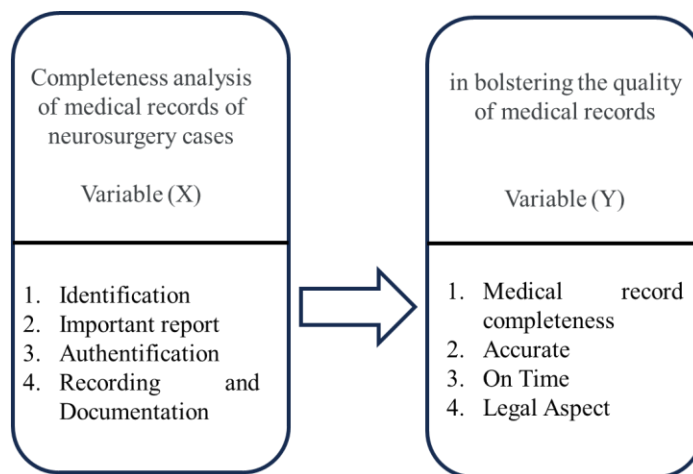 Completeness analysis
of medical records of
neurosurgery cases
Variable (X)
1. Identification
2. Important report
3. Authentification
4. Recording and
Documentation
in bolstering the quality
of medical records
Variable (Y)
1. Medical record
completeness
2. Accurate
3. On Time
4. Legal Aspect